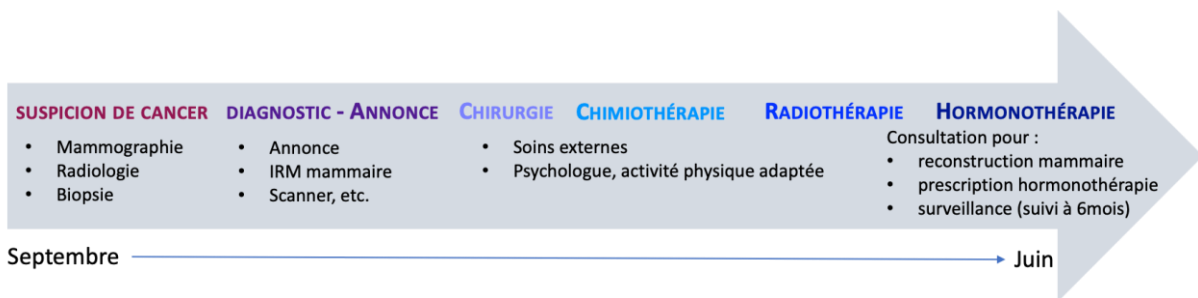 SUSPICION DE CANCER
• Mammographie
• Radiologie
• Biopsie
DIAGNOSTIC - ANNONCE
• Annonce
• IRM mammaire
• Scanner, etc.
CHIRURGIE CHIMIOTHÉRAPIE RADIOTHÉRAPIE
• Soins externes
• Psychologue, activité physique adaptée
HORMONOTHÉRAPIE
Consultation pour :
• reconstruction mammaire
• prescription hormonothérapie
• surveillance (suivi à 6mois)
Septembre
Juin